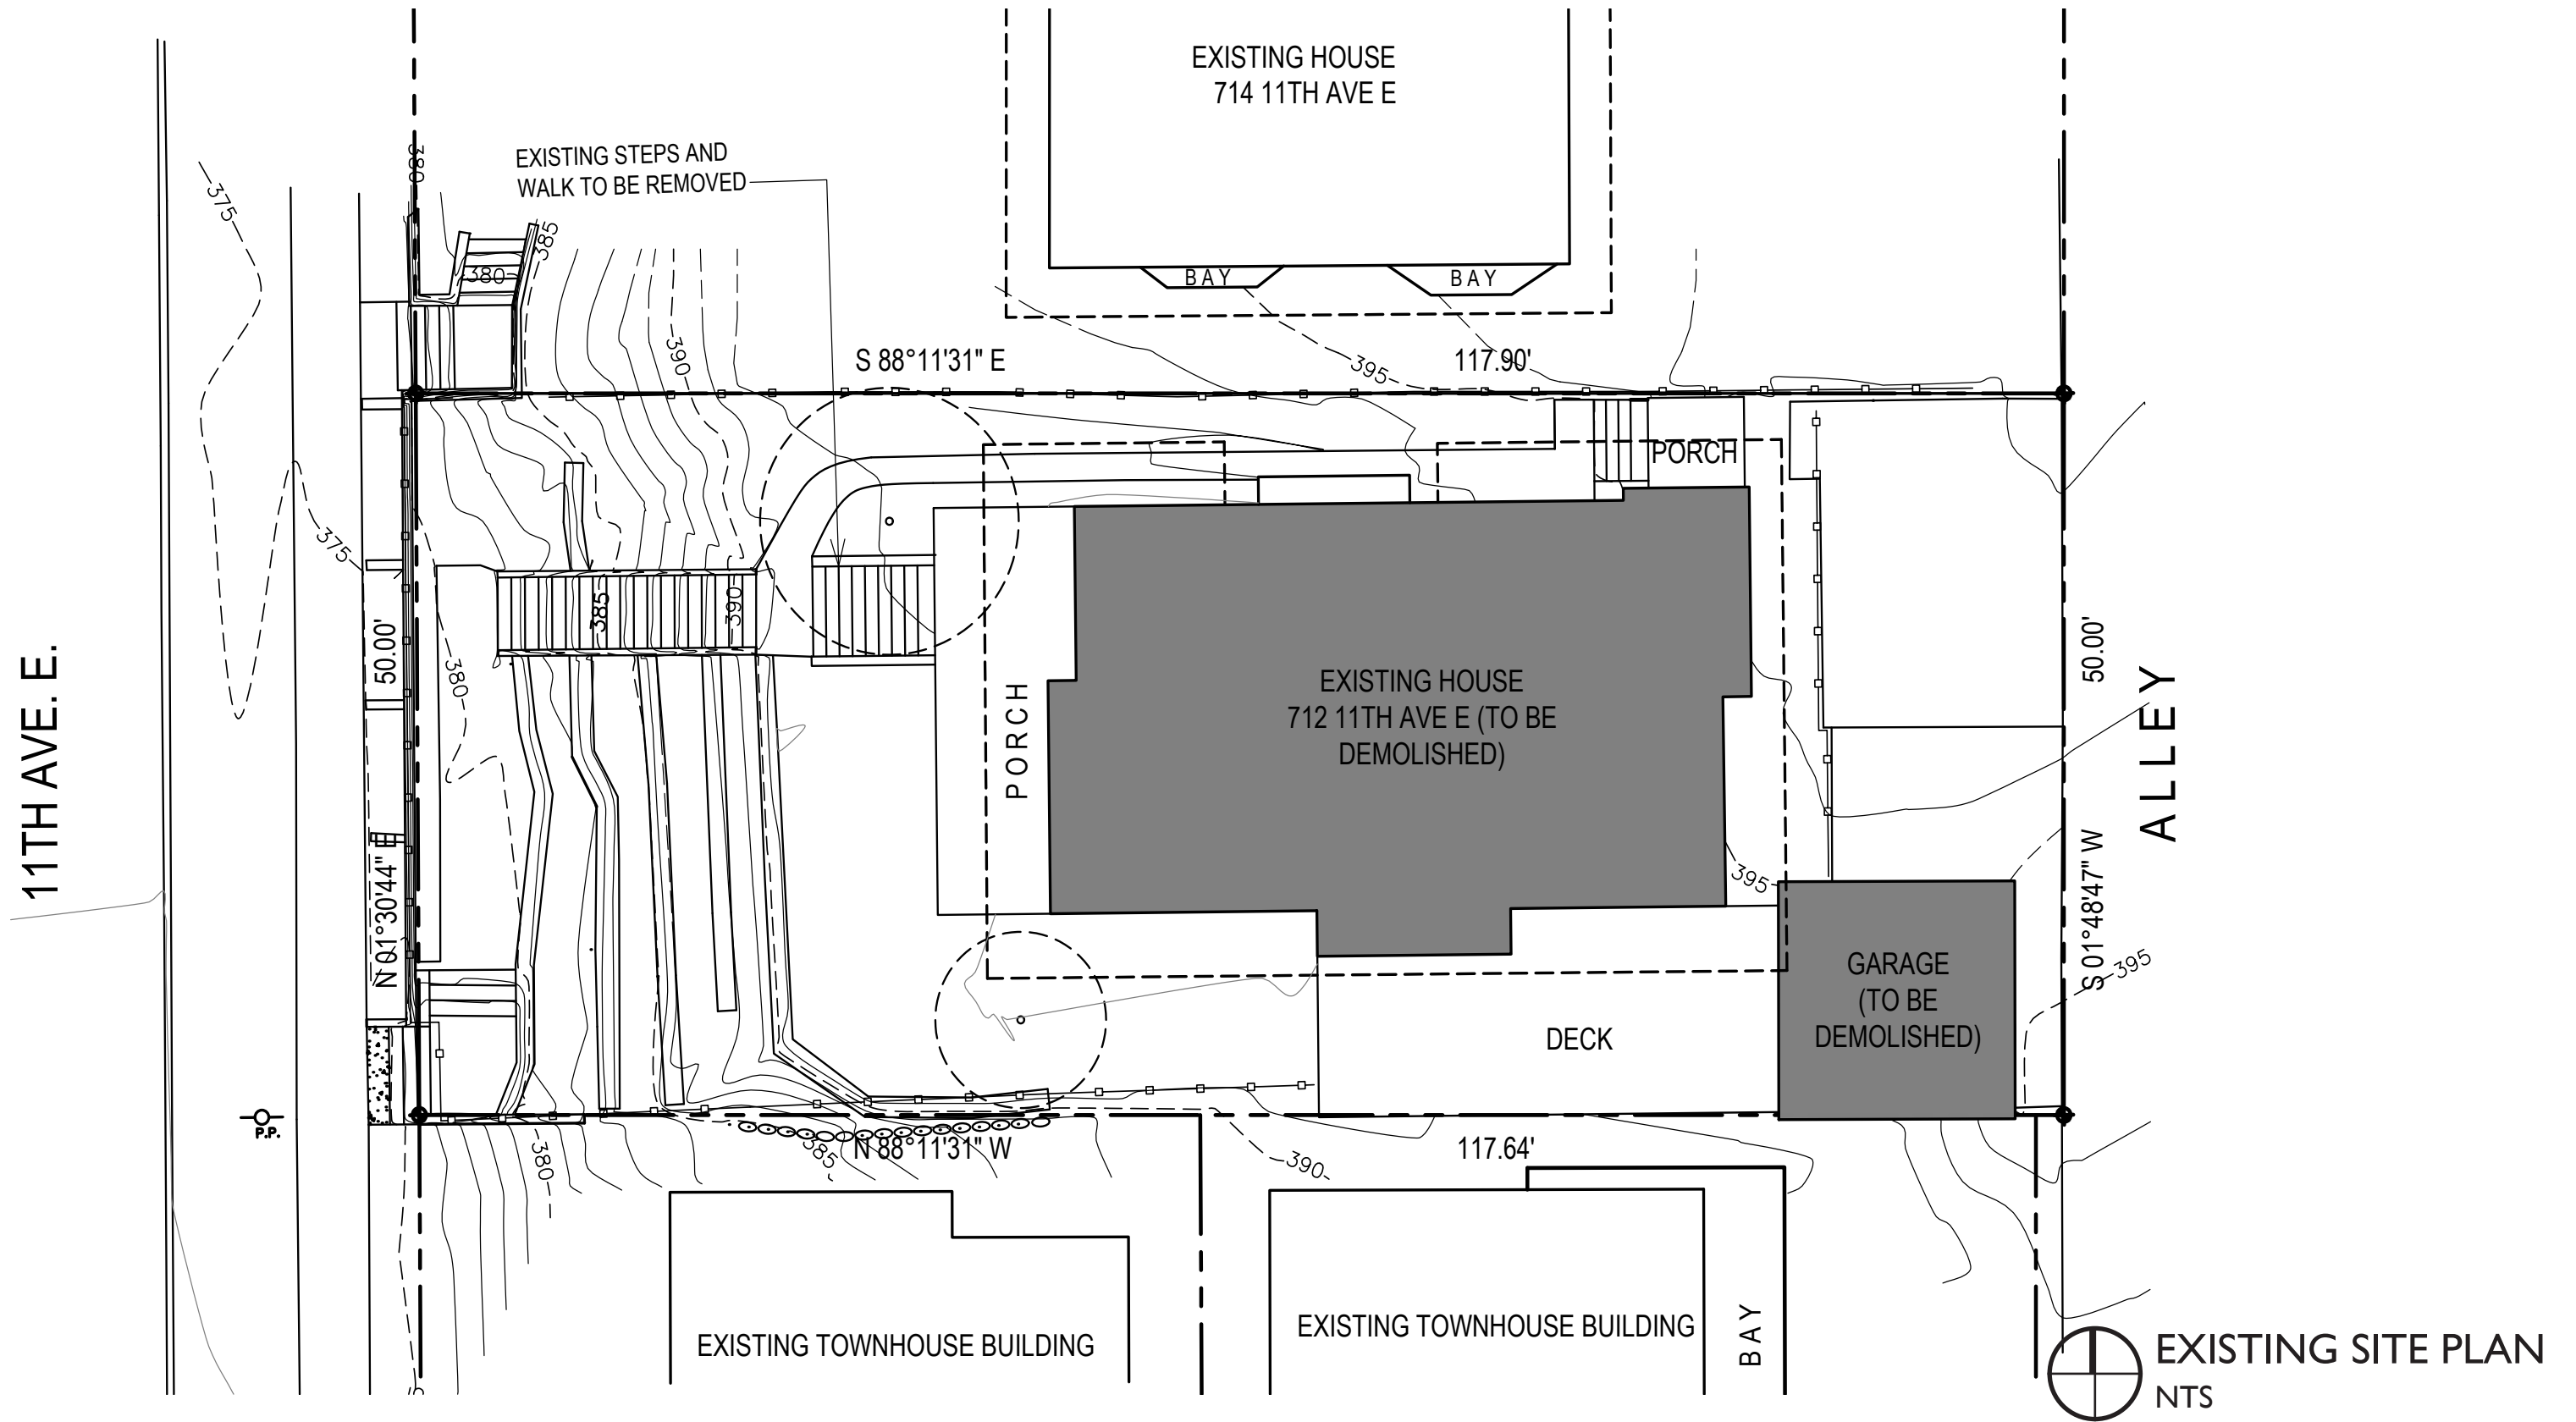 EXISTING HOUSE
714 11TH AVE E
BAY
BAY
380
EXISTING STEPS AND
WALK TO BE REMOVED
375
385
380
390
S 88°11'31" E
395
117.90'
PORCH
375
385
390
50.00'
380
PORCH
EXISTING HOUSE
712 11TH AVE E (TO BE
DEMOLISHED)
50.00'
11TH AVE. E.
ALLEY
N 01°30'44" E
395
S 01°48'47" W
GARAGE
(TO BE
DEMOLISHED)
395
DECK
P.P.
380
385
N 88°11'31" W
390
117.64'
EXISTING TOWNHOUSE BUILDING
EXISTING TOWNHOUSE BUILDING
BAY
EXISTING SITE PLAN
NTS